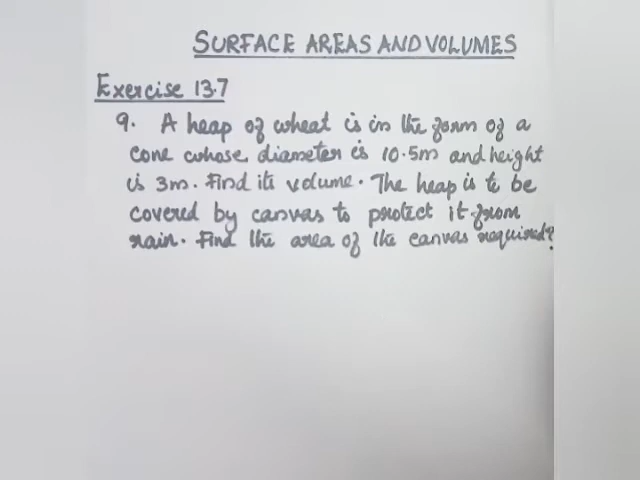 SURFACE AREAS AND VOLUMES
Exercise 13.7
9. A heap of wheat is in the form of a
cone whose diameter is 10.5m and height
is 3m. Find its volume. The heap is to be
covered by canvas to protect it from
rain. Find the area of the canvas required?